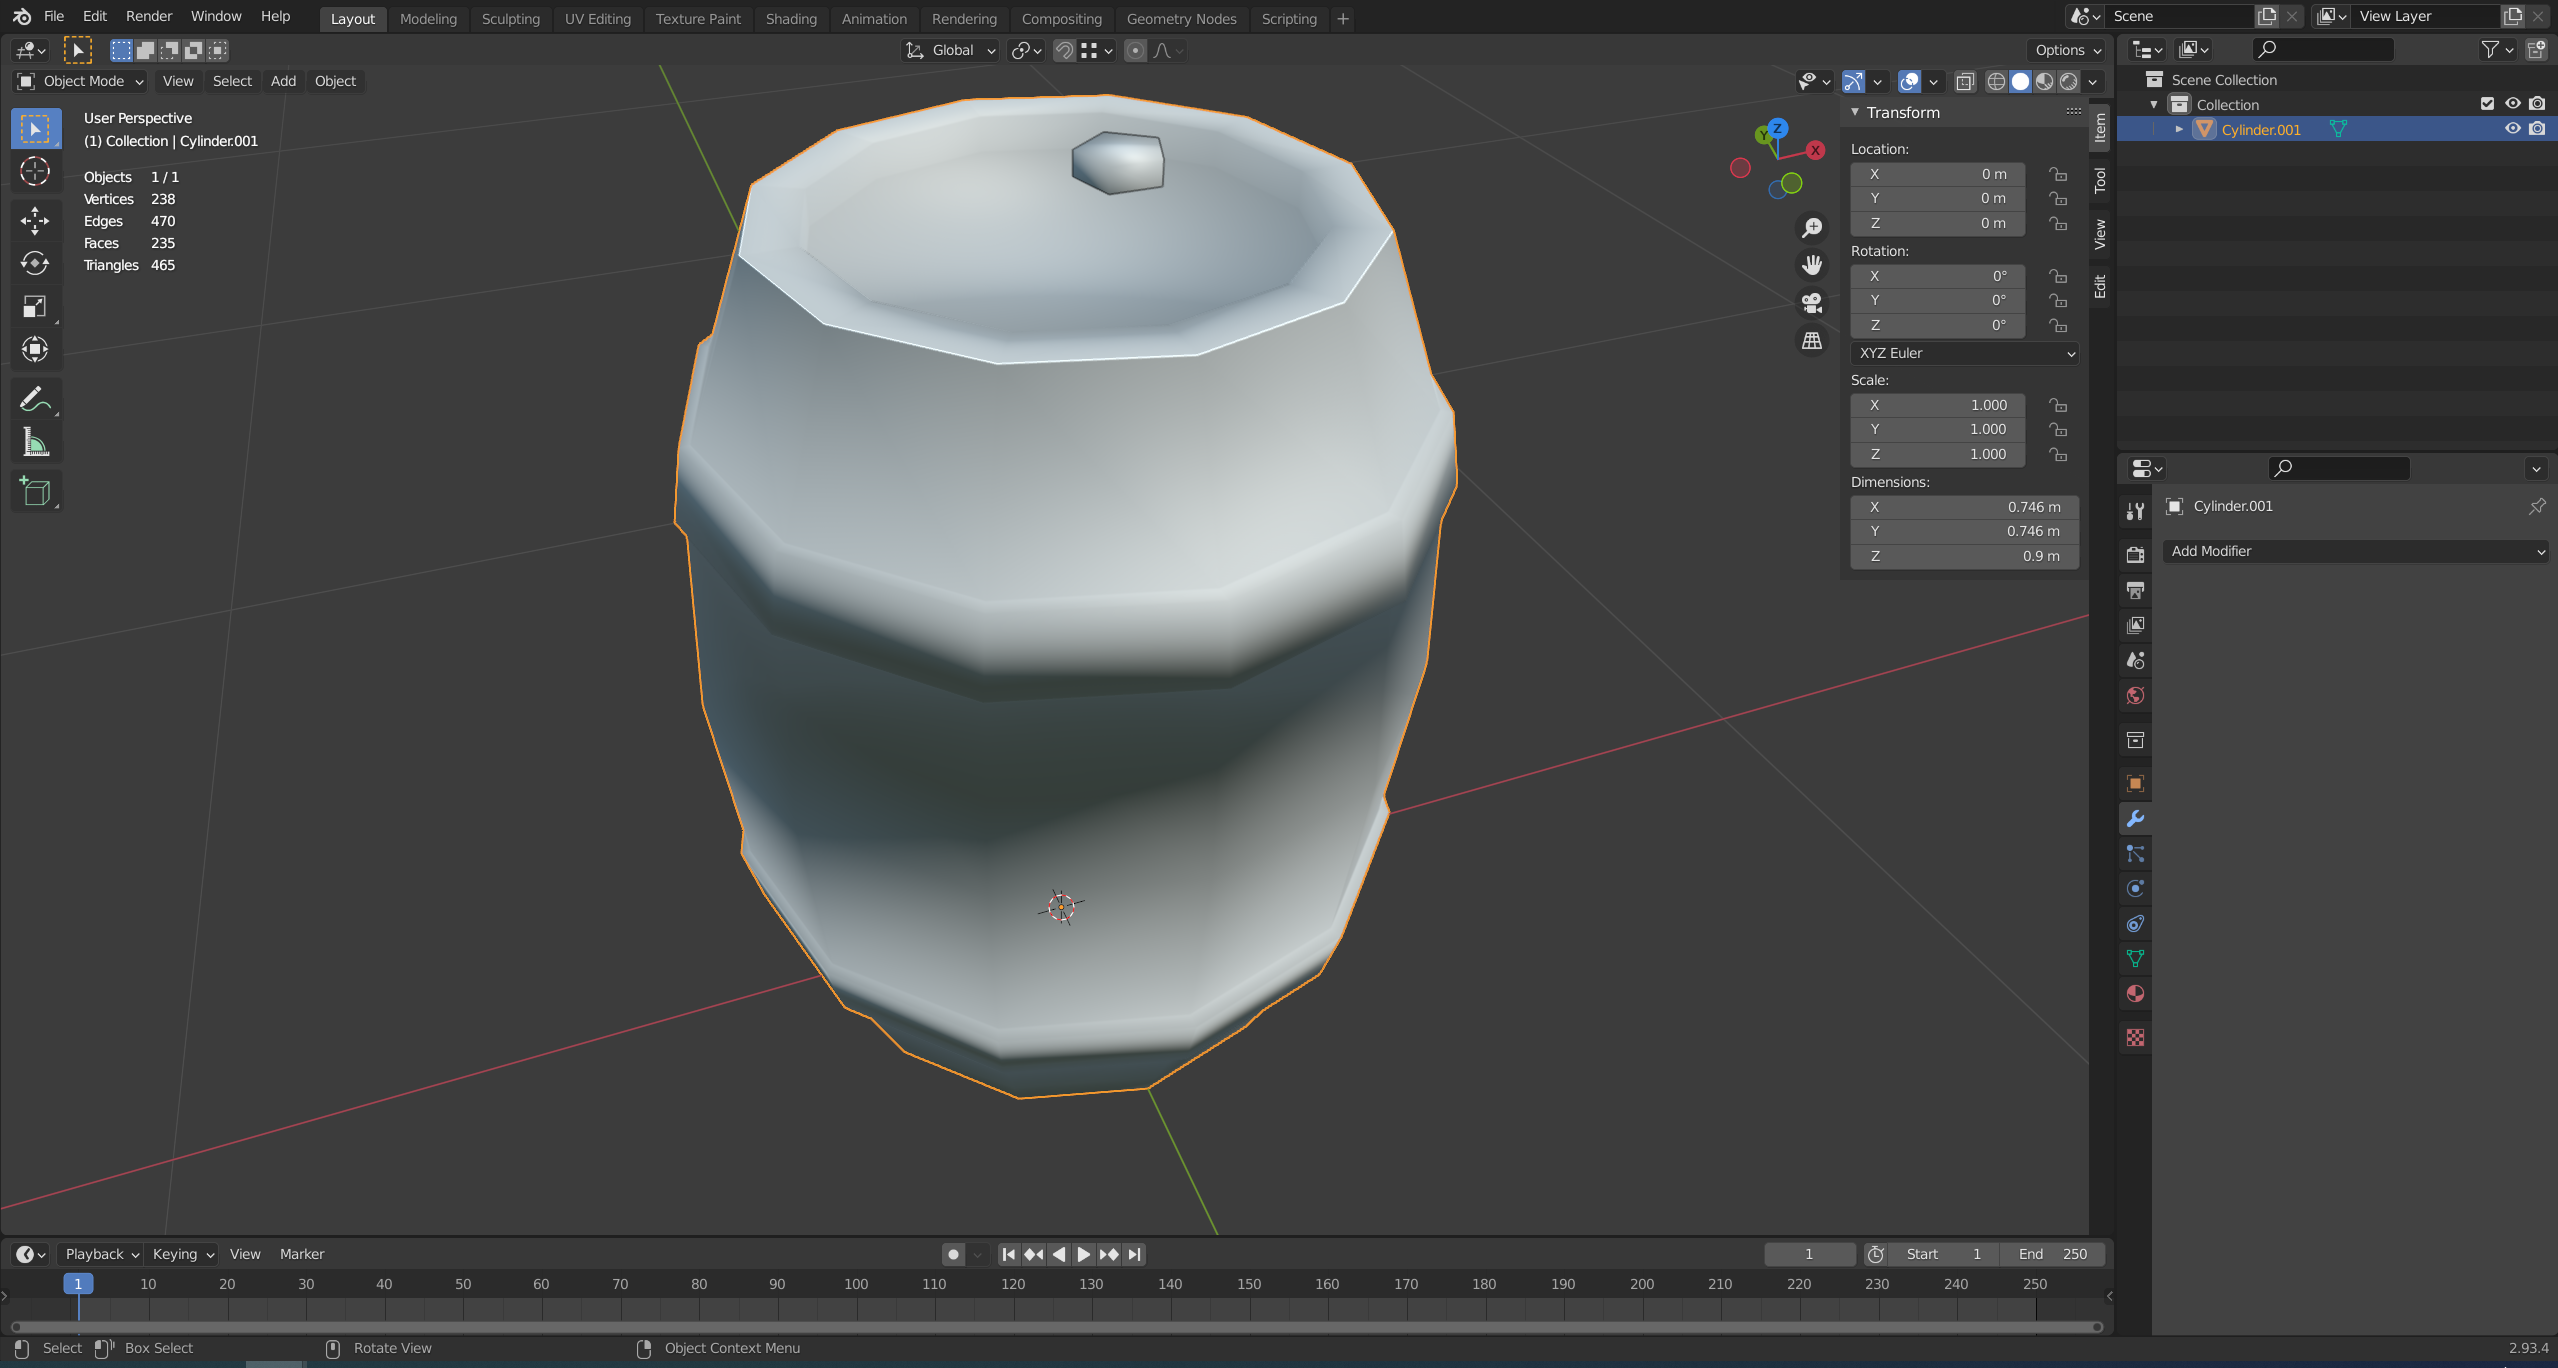 File Edit Render Window Help Layout Modeling Sculpting UV Editing Texture Paint Shading Animation Rendering Compositing Geometry Nodes Scripting + Scene View Layer
Global Options
Object Mode View Select Add Object
User Perspective
(1) Collection | Cylinder.001
Objects 1 / 1
Vertices 238
Edges 470
Faces 235
Triangles 465
Z
Y
X
Transform
Location:
X 0 m
Y 0 m
Z 0 m
Rotation:
X 0°
Y 0°
Z 0°
XYZ Euler
Scale:
X 1.000
Y 1.000
Z 1.000
Dimensions:
X 0.746 m
Y 0.746 m
Z 0.9 m
Item
Tool
View
Edit
Scene Collection
Collection
Cylinder.001
Cylinder.001
Add Modifier
Playback Keying View Marker 1 Start 1 End 250
1 10 20 30 40 50 60 70 80 90 100 110 120 130 140 150 160 170 180 190 200 210 220 230 240 250
Select Box Select Rotate View Object Context Menu 2.93.4